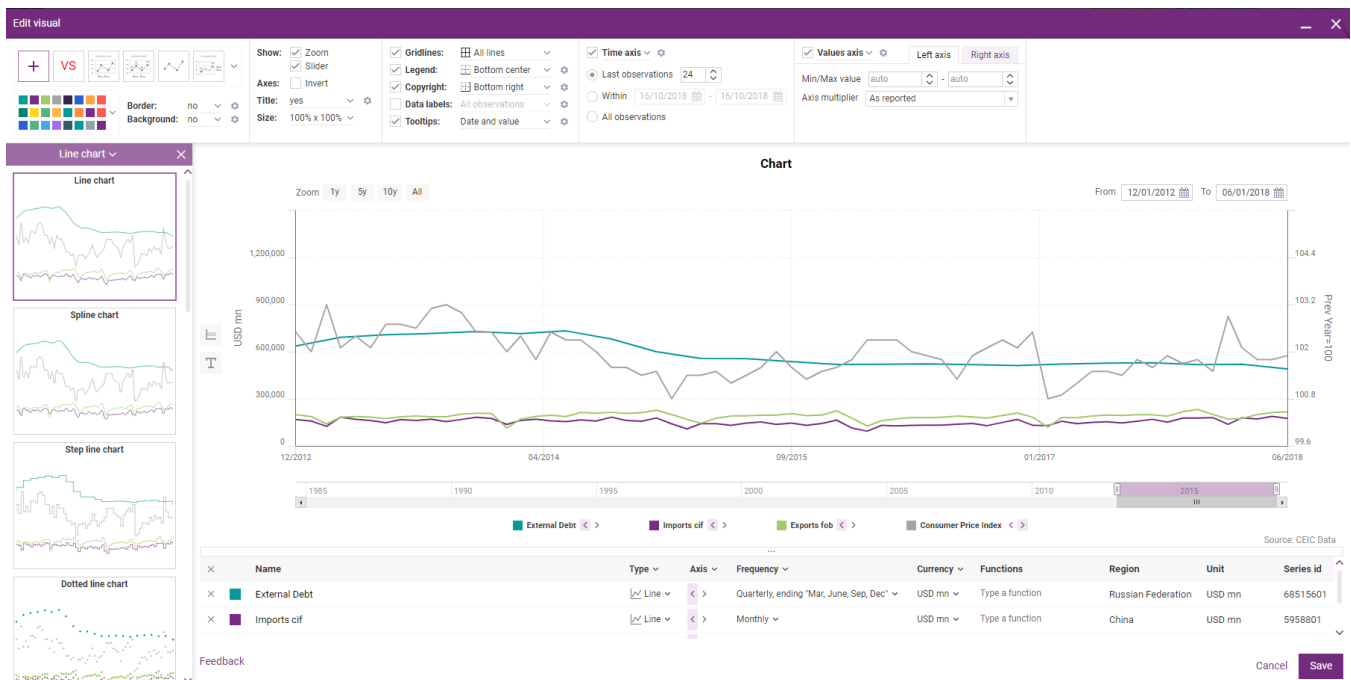 Edit visual
VS
Border: no
Background: no
Show: Zoom
Slider
Axes: Invert
Title: yes
Size: 100% x 100%
Gridlines: All lines
Legend: Bottom center
Copyright: Bottom right
Data labels: All observations
Tooltips: Date and value
Time axis
Last observations 24
Within 16/10/2018 - 16/10/2018
All observations
Values axis Left axis Right axis
Min/Max value auto - auto
Axis multiplier As reported
Line chart
Line chart
Spline chart
Step line chart
Dotted line chart
Chart
Zoom 1y 5y 10y All
From 12/01/2012 To 06/01/2018
USD mn
1,200,000
900,000
600,000
300,000
0
104.4
103.2
102
100.8
99.6
Prev Year=100
12/2012 04/2014 09/2015 01/2017 06/2018
1985 1990 1995 2000 2005 2010 2015
External Debt < > Imports cif < > Exports fob < > Consumer Price Index < >
Source: CEIC Data
...
Name Type Axis Frequency Currency Functions Region Unit Series id
External Debt Line < > Quarterly, ending "Mar, June, Sep, Dec" USD mn Type a function Russian Federation USD mn 68515601
Imports cif Line < > Monthly USD mn Type a function China USD mn 5958801
Feedback
Cancel Save